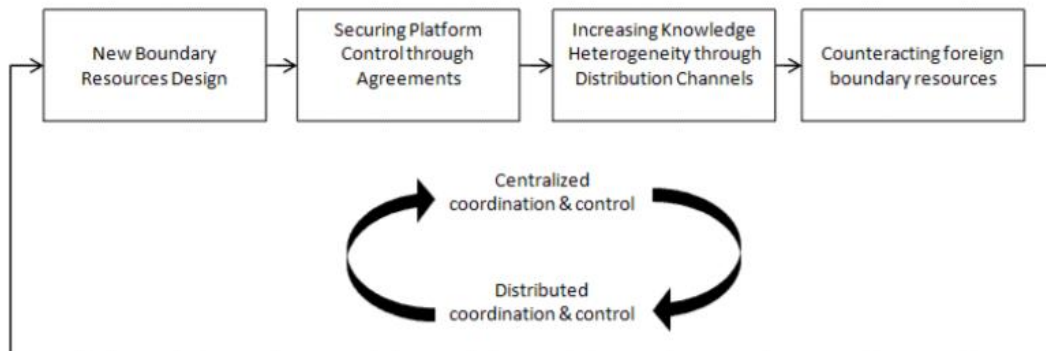 New Boundary
Resources Design
Securing Platform
Control through
Agreements
Increasing Knowledge
Heterogeneity through
Distribution Channels
Counteracting foreign
boundary resources
Centralized
coordination & control
Distributed
coordination & control